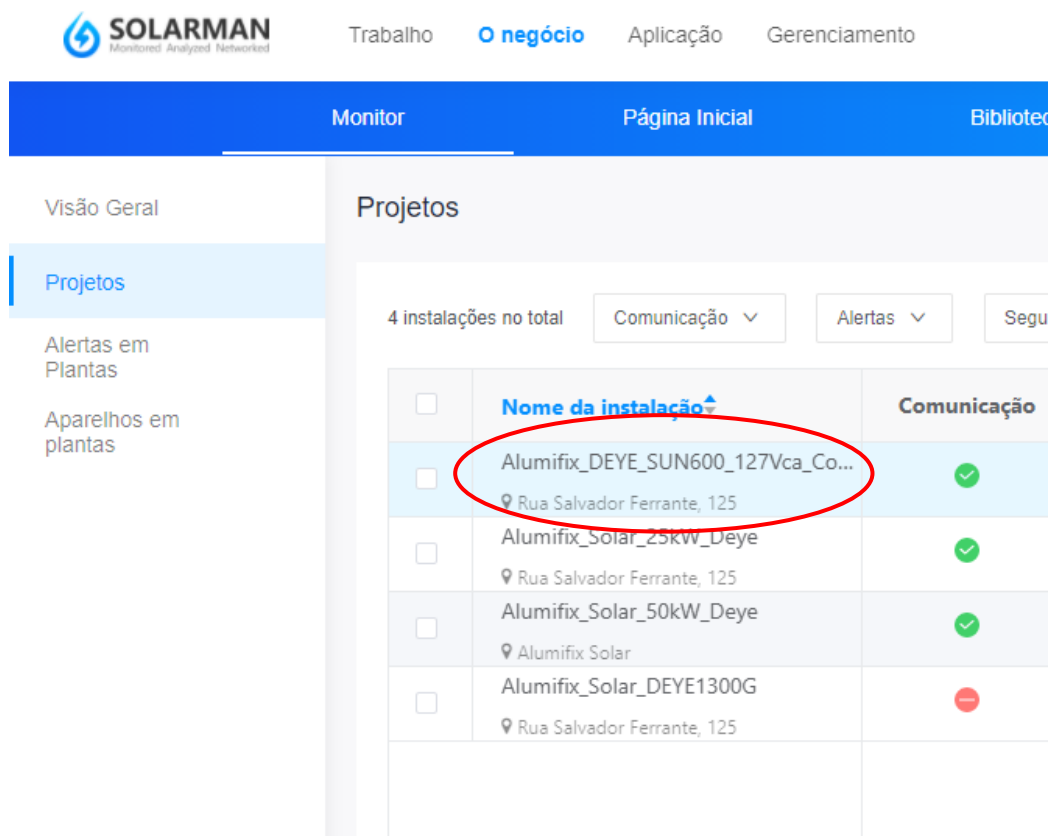 SOLARMAN
Monitored Analyzed Networked
Trabalho O negócio Aplicação Gerenciamento
Monitor Página Inicial Bibliotec
Visão Geral
Projetos
Alertas em
Plantas
Aparelhos em
plantas
Projetos
4 instalações no total Comunicação Alertas Segu
Nome da instalação Comunicação
Alumifix_DEYE_SUN600_127Vca_Co...
Rua Salvador Ferrante, 125
Alumifix_Solar_25kW_Deye
Rua Salvador Ferrante, 125
Alumifix_Solar_50kW_Deye
Alumifix Solar
Alumifix_Solar_DEYE1300G
Rua Salvador Ferrante, 125